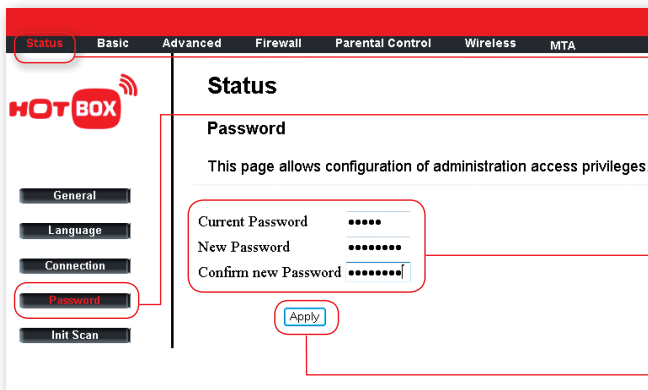 Status Basic Advanced Firewall Parental Control Wireless MTA
HOT BOX
Status
Password
This page allows configuration of administration access privileges.
General
Language
Connection
Password
Init Scan
Current Password •••••
New Password ••••••••
Confirm new Password ••••••••
Apply